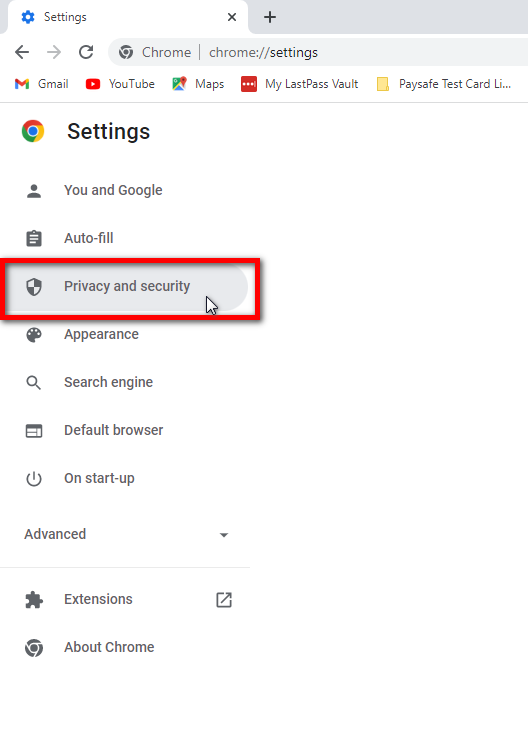 Settings
Chrome | chrome://settings
Gmail YouTube Maps My LastPass Vault Paysafe Test Card Li...
Settings
You and Google
Auto-fill
Privacy and security
Appearance
Search engine
Default browser
On start-up
Advanced
Extensions
About Chrome